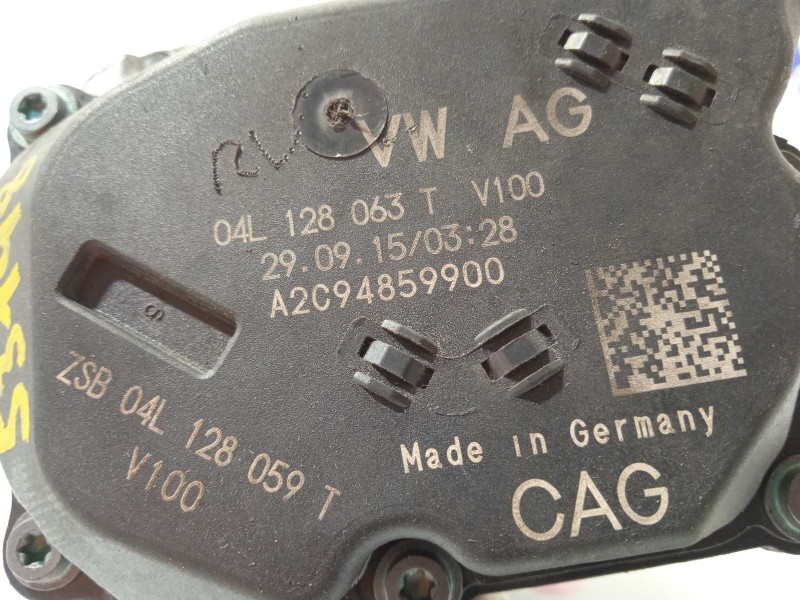 VW AG
04L 128 063 T V100
29.09.15/03:28
A2C94859900
ZSB 04L 128 059 T
V100
Made in Germany
CAG